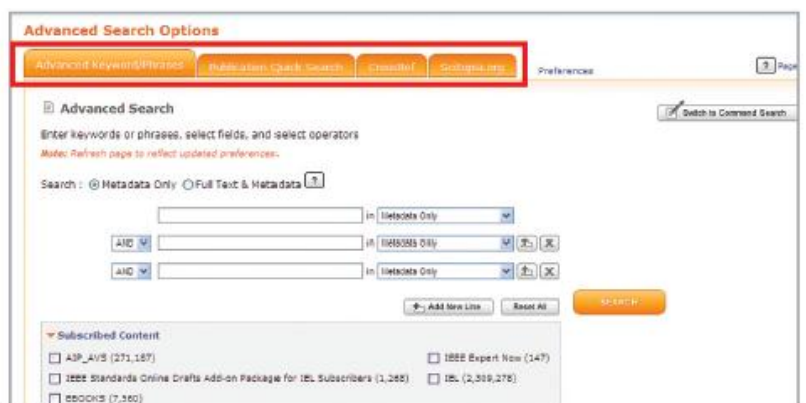 Advanced Search Options
Advanced Keyword/Phrases Publication Quick Search CrossRef Scitopia.org Preferences ? Page
Advanced Search
Switch to Command Search
Enter keywords or phrases, select fields, and select operators
Note: Refresh page to reflect updated preferences.
Search : Metadata Only Full Text & Metadata ?
in Metadata Only
AND in Metadata Only
AND in Metadata Only
Add New Line Reset All SEARCH
Subscribed Content
AIP_AVS (271,187) IEEE Expert Now (147)
IEEE Standards Online Drafts Add-on Package for IEL Subscribers (1,268) IEL (2,309,278)
EBOOKS (7,360)